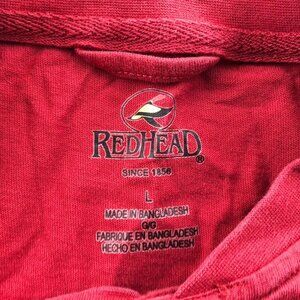 REDHEAD®
SINCE 1856
L
MADE IN BANGLADESH
G/G
FABRIQUE EN BANGLADESH
HECHO EN BANGLADESH